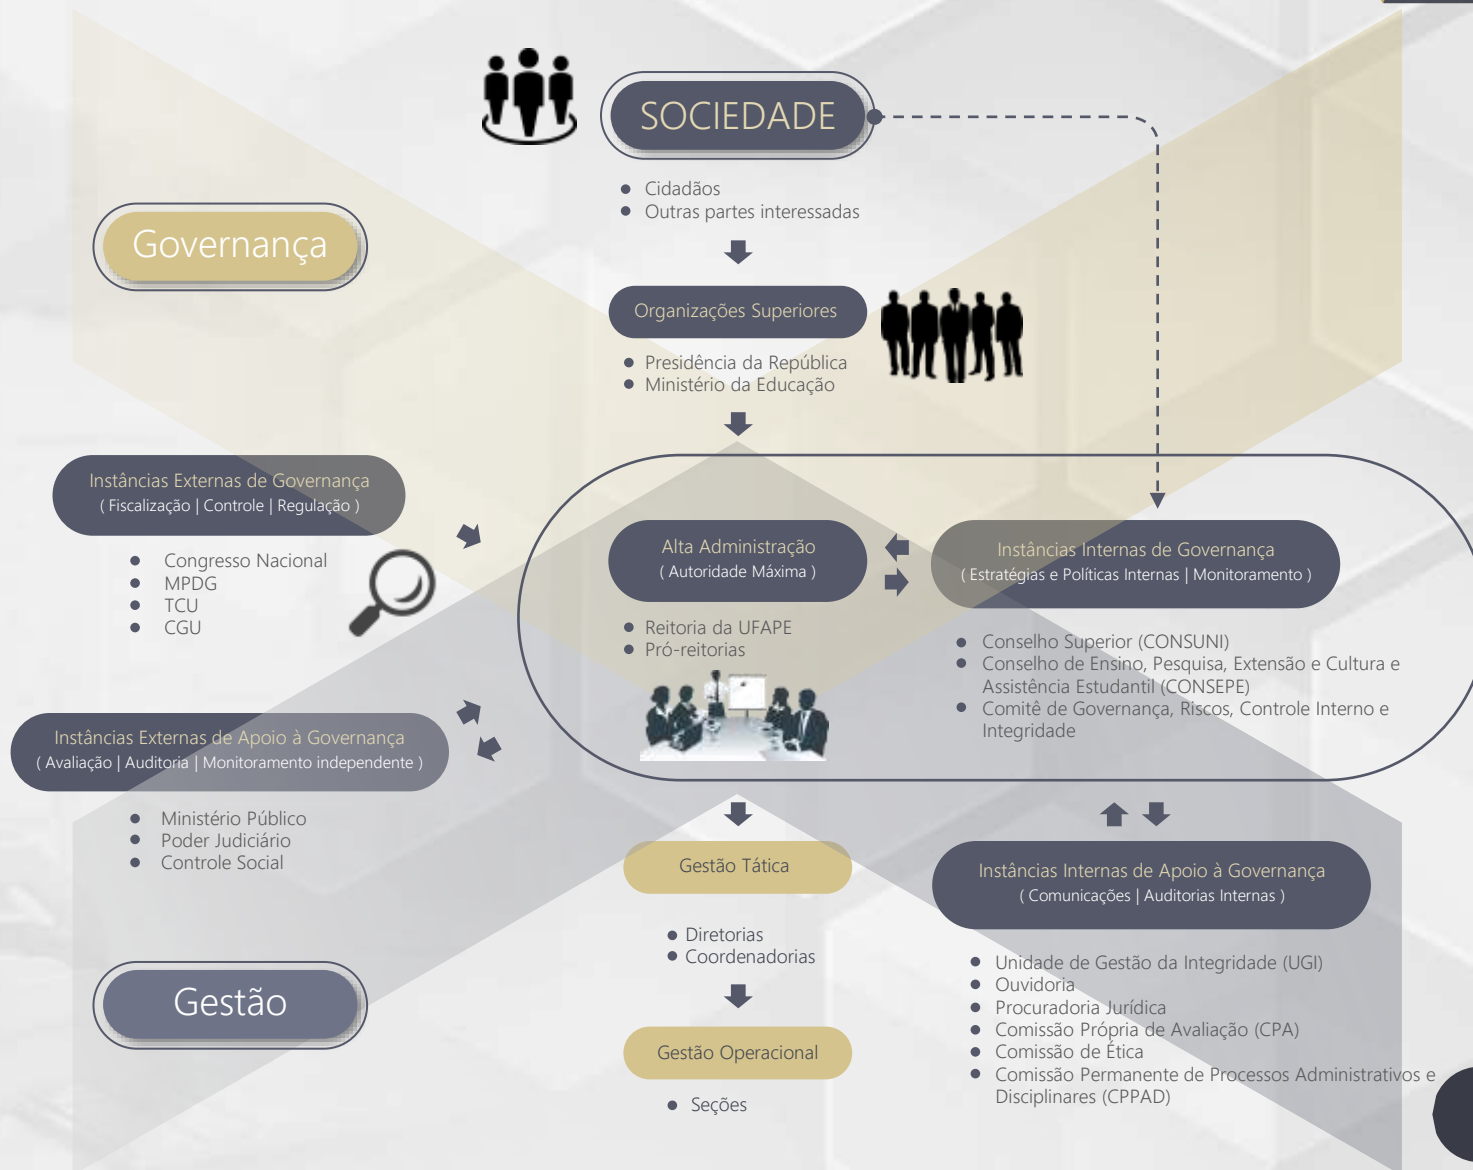 SOCIEDADE
Cidadãos
Outras partes interessadas
Governança
Organizações Superiores
Presidência da República
Ministério da Educação
Instâncias Externas de Governança
( Fiscalização | Controle | Regulação )
Congresso Nacional
MPDG
TCU
CGU
Alta Administração
( Autoridade Máxima )
Reitoria da UFAPE
Pró-reitorias
Instâncias Internas de Governança
( Estratégias e Políticas Internas | Monitoramento )
Conselho Superior (CONSUNI)
Conselho de Ensino, Pesquisa, Extensão e Cultura e
Assistência Estudantil (CONSEPE)
Comitê de Governança, Riscos, Controle Interno e
Integridade
Instâncias Externas de Apoio à Governança
( Avaliação | Auditoria | Monitoramento independente )
Ministério Público
Poder Judiciário
Controle Social
Gestão Tática
Diretorias
Coordenadorias
Gestão Operacional
Seções
Instâncias Internas de Apoio à Governança
( Comunicações | Auditorias Internas )
Unidade de Gestão da Integridade (UGI)
Ouvidoria
Procuradoria Jurídica
Comissão Própria de Avaliação (CPA)
Comissão de Ética
Comissão Permanente de Processos Administrativos e
Disciplinares (CPPAD)
Gestão